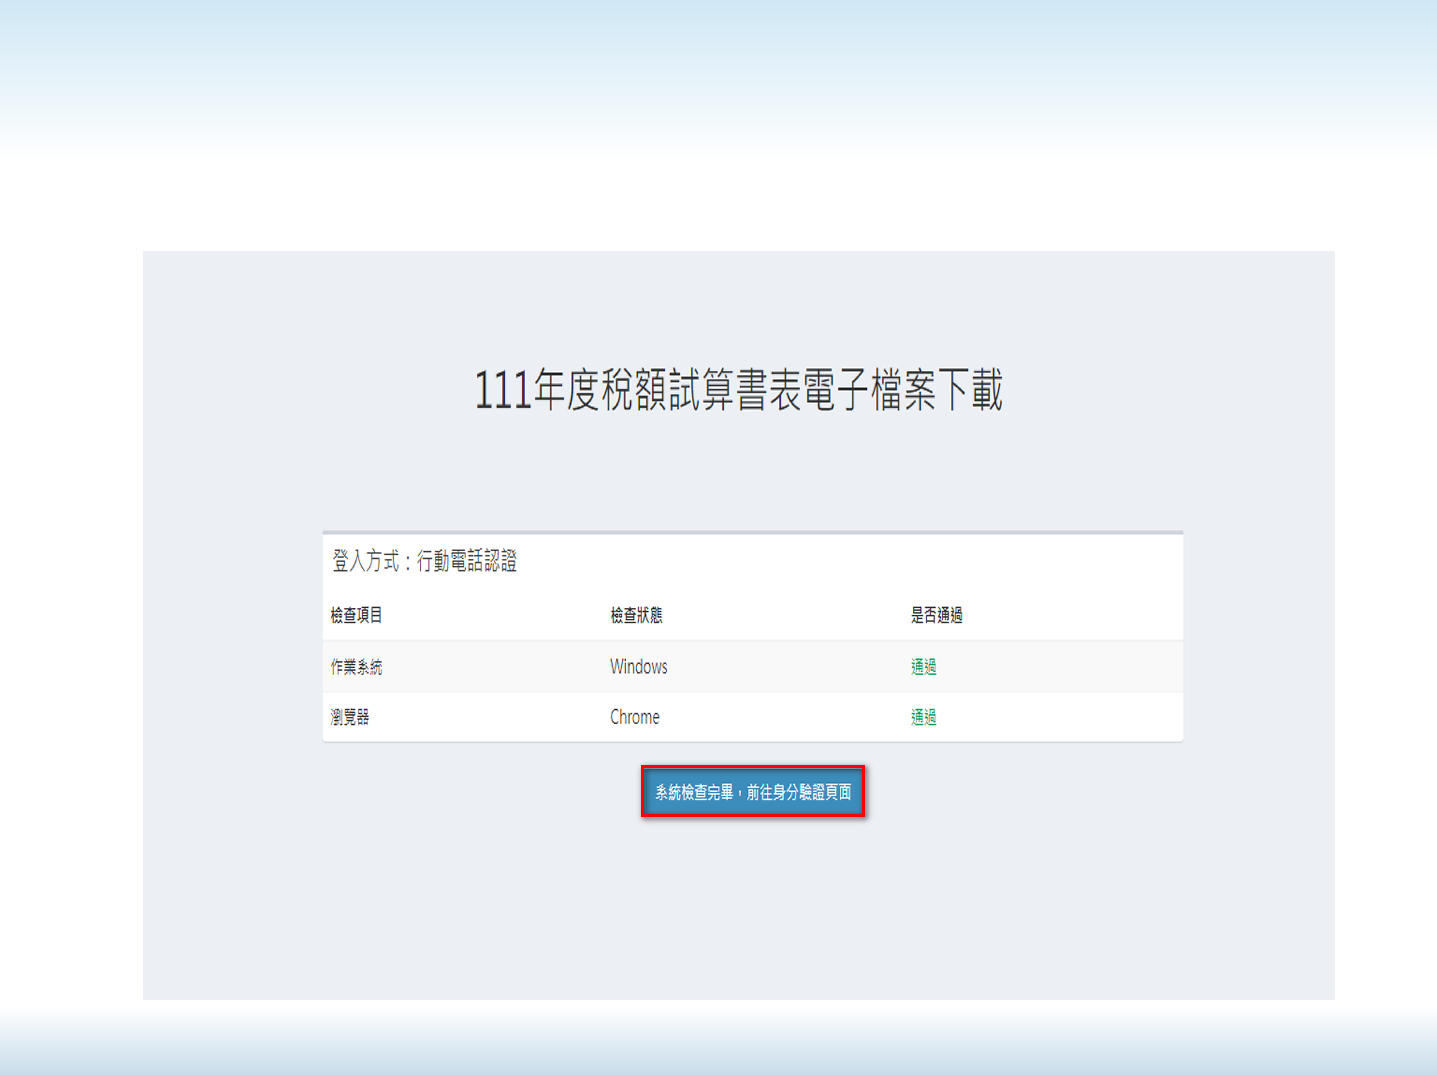 111年度稅額試算書表電子檔案下載
登入方式：行動電話認證
檢查項目 檢查狀態 是否通過
作業系統 Windows 通過
瀏覽器 Chrome 通過
系統檢查完畢，前往身分驗證頁面